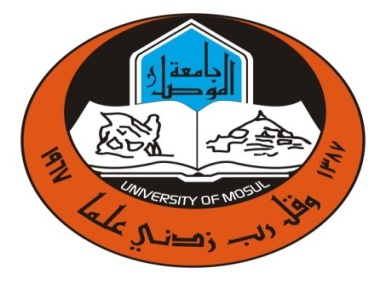 جامعة
الموصل
UNIVERSITY OF MOSUL
١٣٨٧
وقل رب زدني علما
١٩٦٧